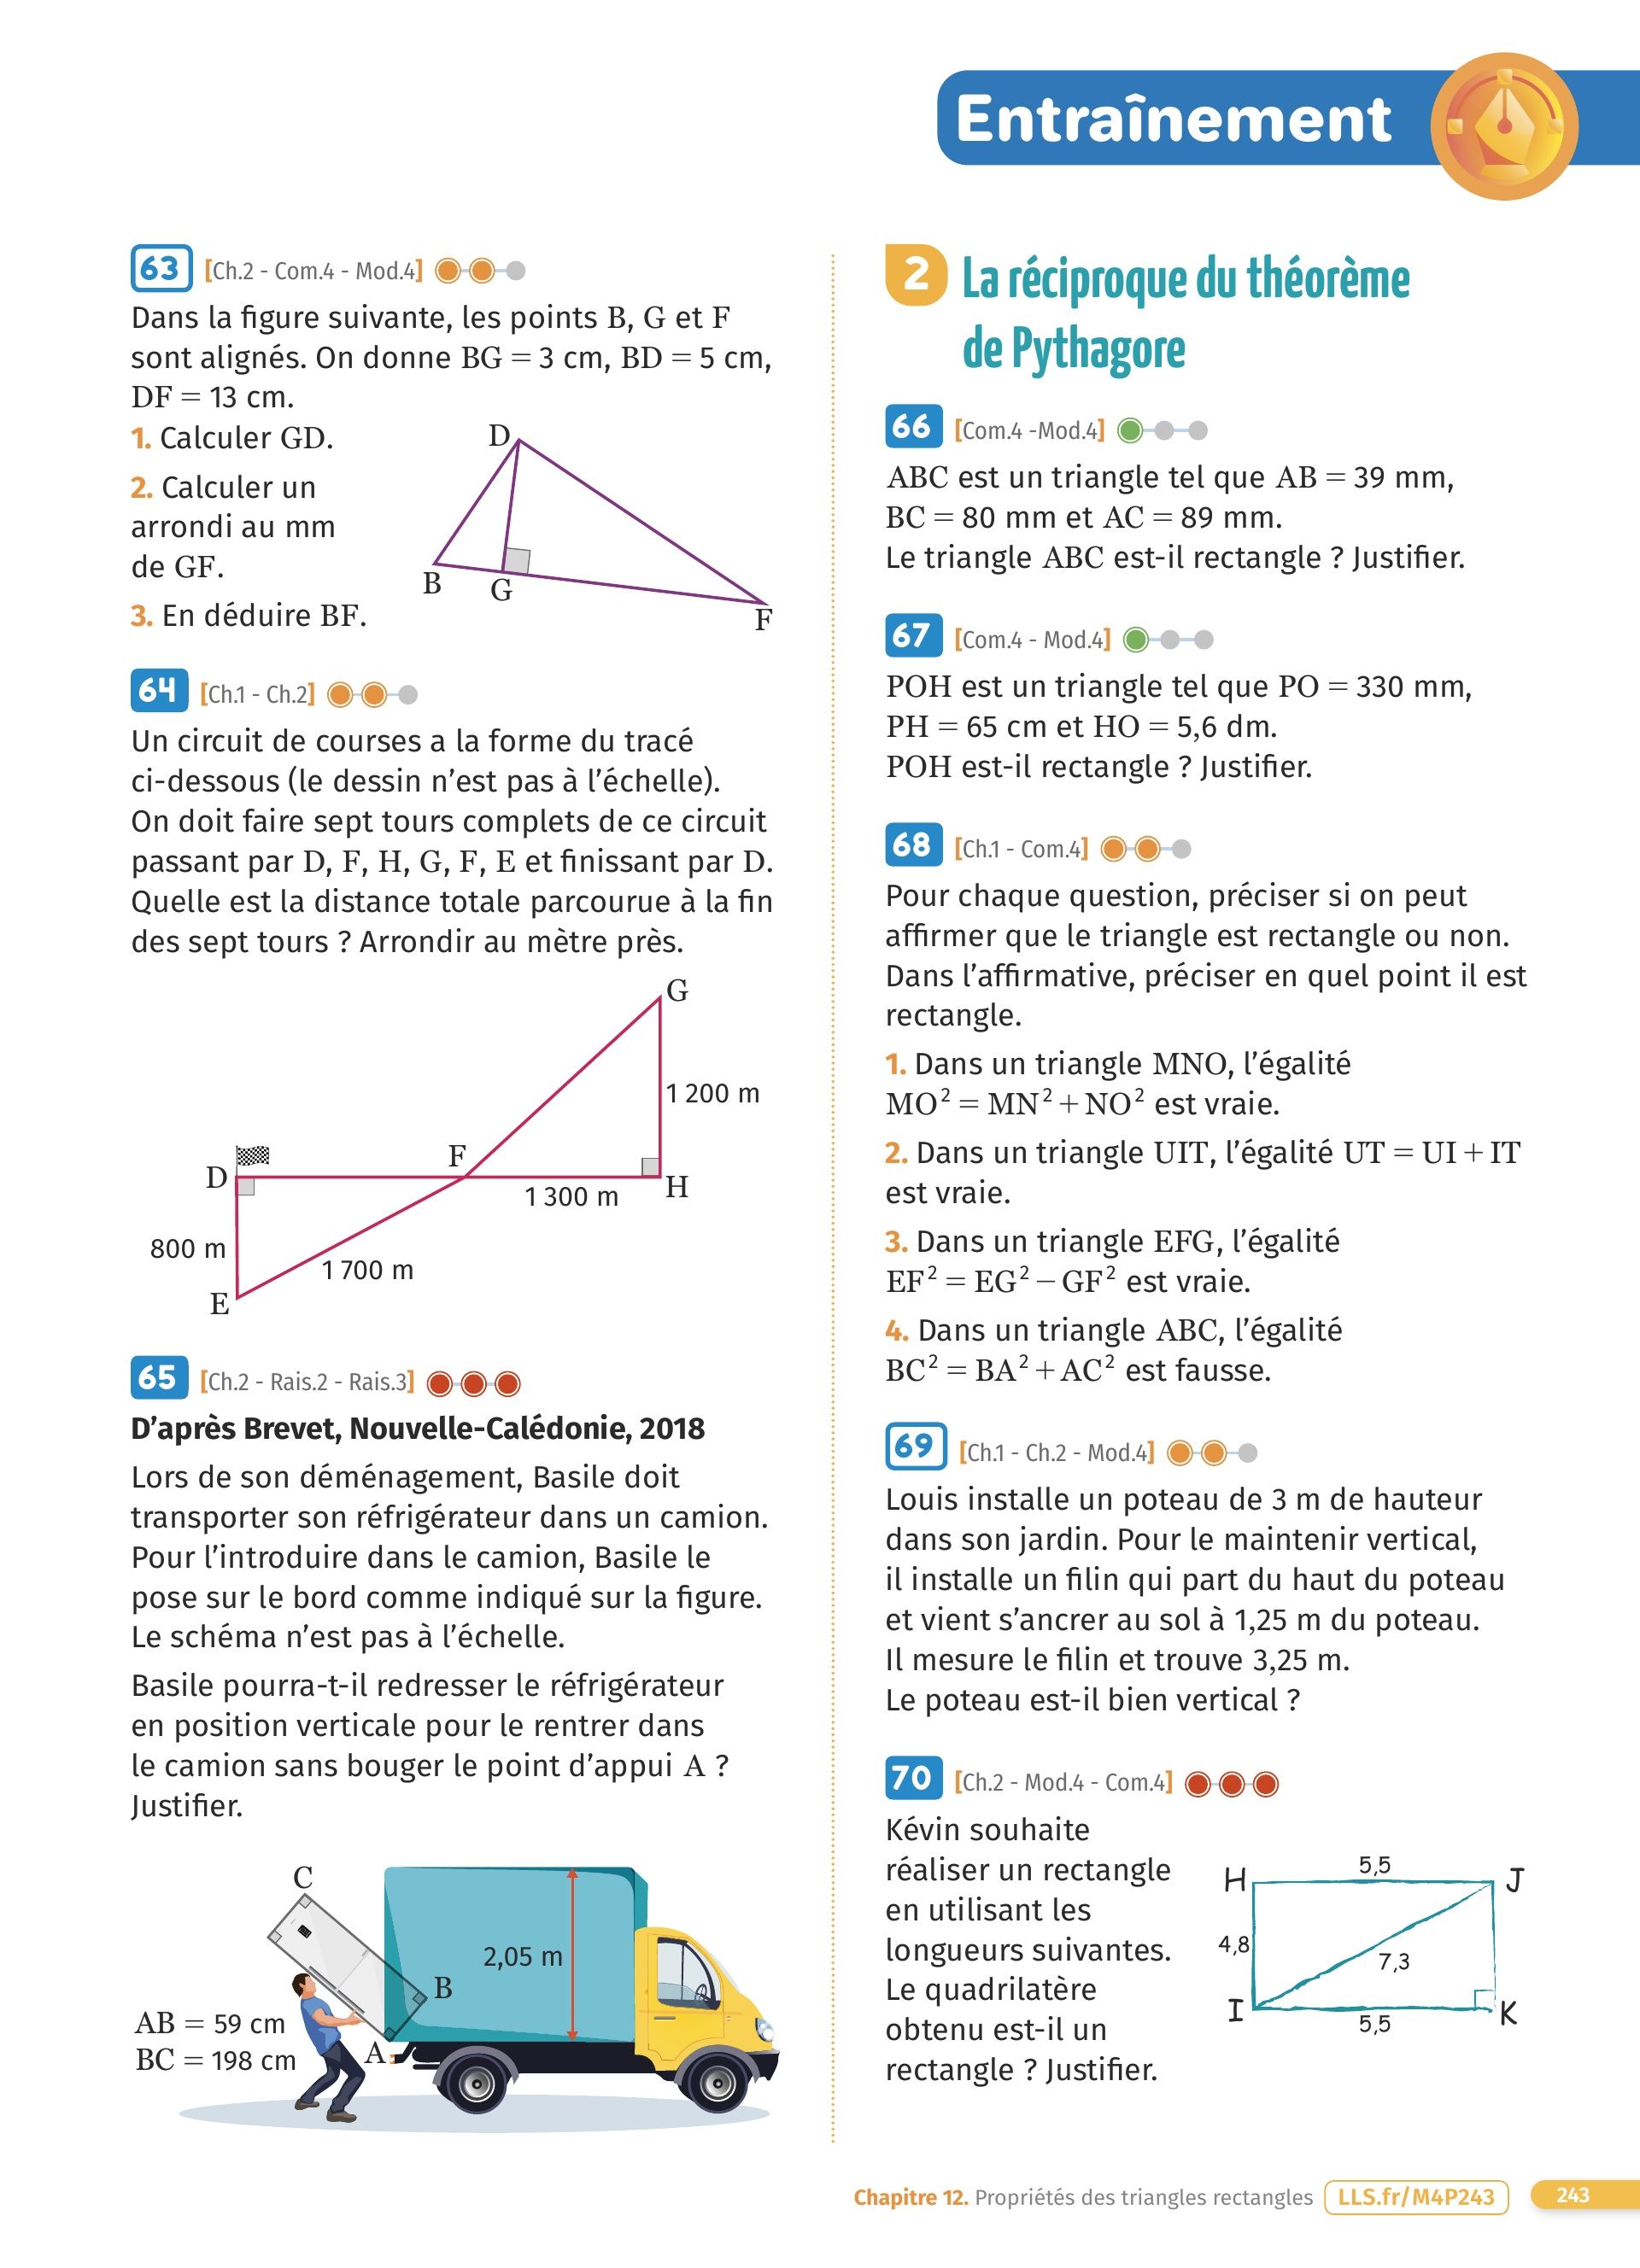 Entraînement
63 [Ch.2 - Com.4 - Mod.4]
Dans la figure suivante, les points B, G et F
sont alignés. On donne BG = 3 cm, BD = 5 cm,
DF = 13 cm.
1. Calculer GD.
2. Calculer un
arrondi au mm
de GF.
3. En déduire BF.
D
B
G
F
64 [Ch.1 - Ch.2]
Un circuit de courses a la forme du tracé
ci-dessous (le dessin n’est pas à l’échelle).
On doit faire sept tours complets de ce circuit
passant par D, F, H, G, F, E et finissant par D.
Quelle est la distance totale parcourue à la fin
des sept tours ? Arrondir au mètre près.
G
1 200 m
F
D
H
1 300 m
800 m
1 700 m
E
65 [Ch.2 - Rais.2 - Rais.3]
D’après Brevet, Nouvelle-Calédonie, 2018
Lors de son déménagement, Basile doit
transporter son réfrigérateur dans un camion.
Pour l’introduire dans le camion, Basile le
pose sur le bord comme indiqué sur la figure.
Le schéma n’est pas à l’échelle.
Basile pourra-t-il redresser le réfrigérateur
en position verticale pour le rentrer dans
le camion sans bouger le point d’appui A ?
Justifier.
C
2,05 m
B
AB = 59 cm
BC = 198 cm
A
2 La réciproque du théorème
de Pythagore
66 [Com.4 -Mod.4]
ABC est un triangle tel que AB = 39 mm,
BC = 80 mm et AC = 89 mm.
Le triangle ABC est-il rectangle ? Justifier.
67 [Com.4 - Mod.4]
POH est un triangle tel que PO = 330 mm,
PH = 65 cm et HO = 5,6 dm.
POH est-il rectangle ? Justifier.
68 [Ch.1 - Com.4]
Pour chaque question, préciser si on peut
affirmer que le triangle est rectangle ou non.
Dans l’affirmative, préciser en quel point il est
rectangle.
1. Dans un triangle MNO, l’égalité
MO² = MN² + NO² est vraie.
2. Dans un triangle UIT, l’égalité UT = UI + IT
est vraie.
3. Dans un triangle EFG, l’égalité
EF² = EG² − GF² est vraie.
4. Dans un triangle ABC, l’égalité
BC² = BA² + AC² est fausse.
69 [Ch.1 - Ch.2 - Mod.4]
Louis installe un poteau de 3 m de hauteur
dans son jardin. Pour le maintenir vertical,
il installe un filin qui part du haut du poteau
et vient s’ancrer au sol à 1,25 m du poteau.
Il mesure le filin et trouve 3,25 m.
Le poteau est-il bien vertical ?
70 [Ch.2 - Mod.4 - Com.4]
Kévin souhaite
réaliser un rectangle
en utilisant les
longueurs suivantes.
Le quadrilatère
obtenu est-il un
rectangle ? Justifier.
H
5,5
J
4,8
7,3
I
5,5
K
Chapitre 12. Propriétés des triangles rectangles LLS.fr/M4P243 243